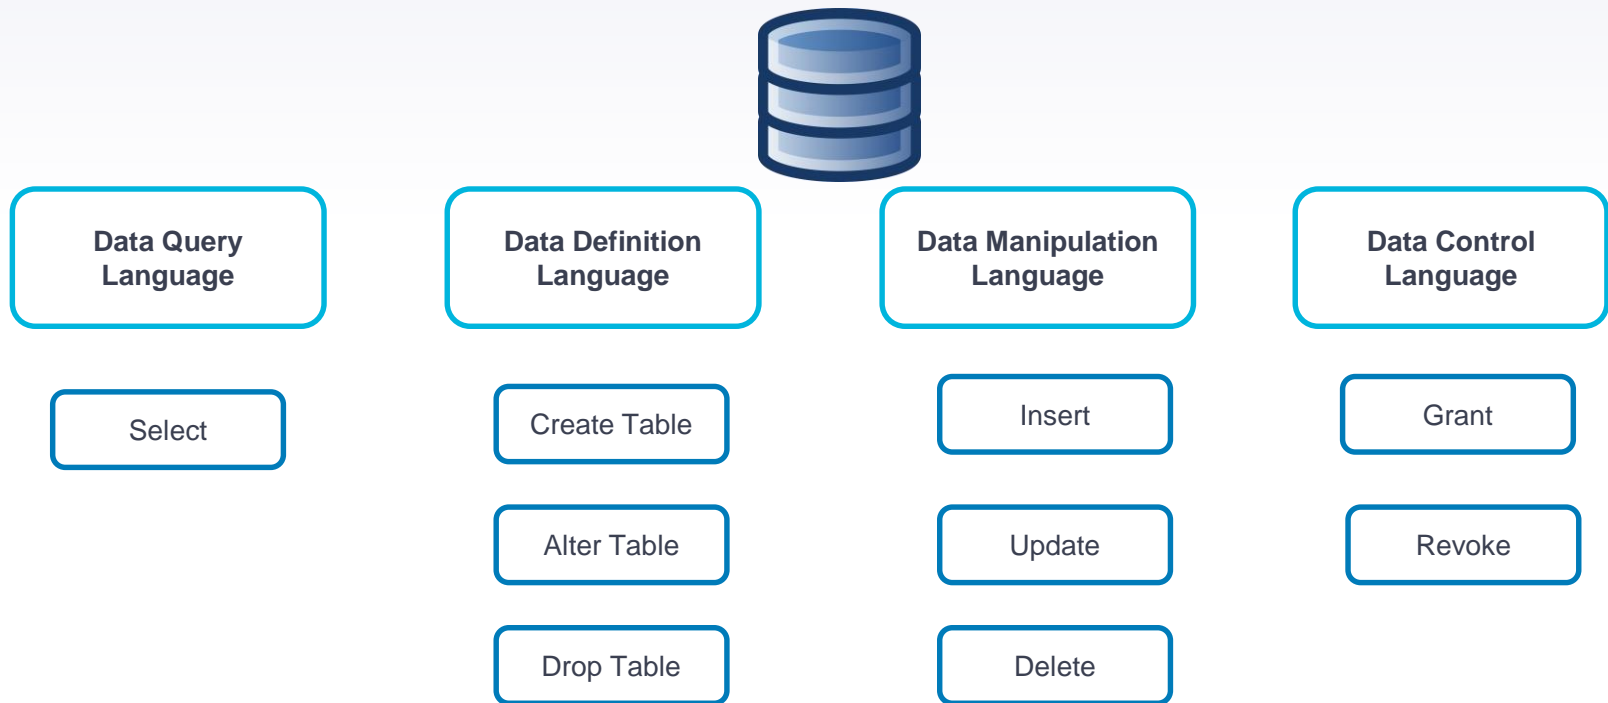 Data Query
Language
Data Definition
Language
Data Manipulation
Language
Data Control
Language
Select
Create Table
Alter Table
Drop Table
Insert
Update
Delete
Grant
Revoke